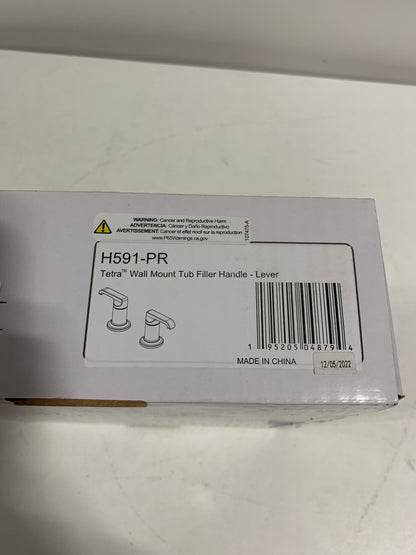 WARNING: Cancer and Reproductive Harm
ADVERTENCIA: Cáncer y Daño Reproductivo
AVERTISSEMENT: Cancer et effet noof sur la reproduction
www.P65Warnings.ca.gov
107475-A
H591-PR
Tetra™ Wall Mount Tub Filler Handle - Lever
1 95205 04879 4
MADE IN CHINA
12/05/2022